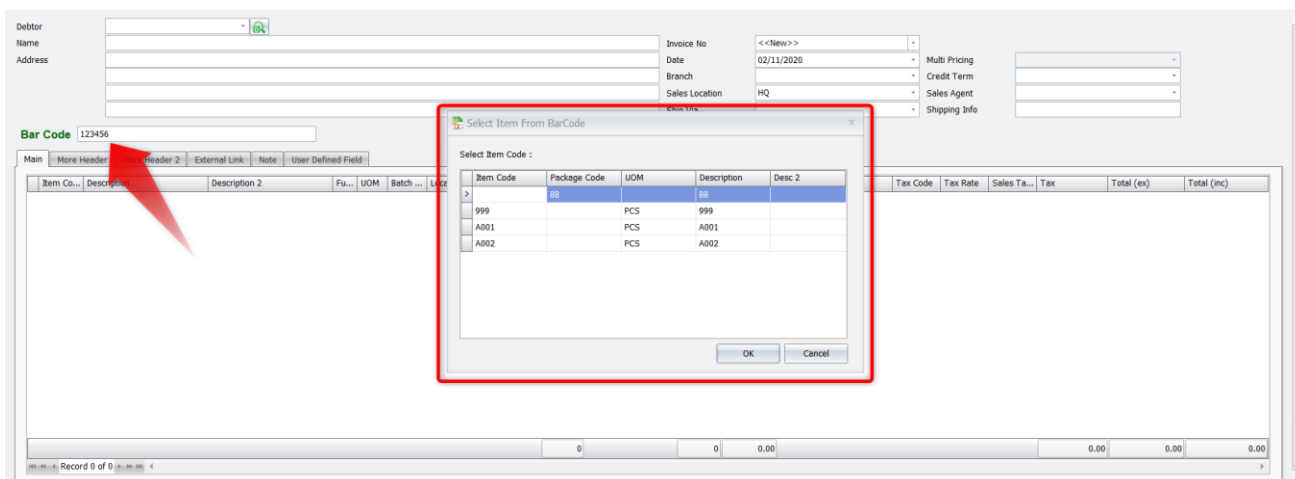 Debtor
Name Invoice No <<New>>
Address Date 02/11/2020 Multi Pricing
Branch Credit Term
Sales Location HQ Sales Agent
Ship Via Shipping Info
Bar Code 123456
Select Item From BarCode
Main More Header Header 2 External Link Note User Defined Field
Select Item Code :
Item Co... Description Description 2 Fu... UOM Batch ... Tax Code Tax Rate Sales Ta... Tax Total (ex) Total (inc)
Item Code Package Code UOM Description Desc 2
BB BB
999 PCS 999
A001 PCS A001
A002 PCS A002
OK Cancel
0 0 0.00 0.00 0.00 0.00
Record 0 of 0